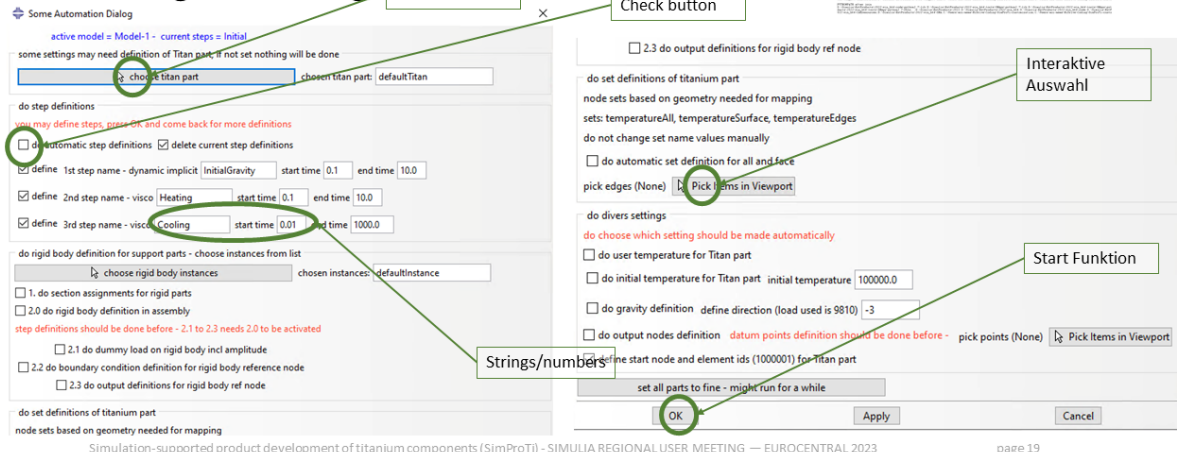 Some Automation Dialog
Check button
active model = Model-1 - current steps = Initial
some settings may need definition of Titan part, if not set nothing will be done
choose titan part chosen titan part: defaultTitan
do step definitions
you may define steps, press OK and come back for more definitions
do automatic step definitions delete current step definitions
define 1st step name - dynamic implicit InitialGravity start time 0.1 end time 10.0
define 2nd step name - visco Heating start time 0.1 end time 10.0
define 3rd step name - visco Cooling start time 0.01 end time 1000.0
do rigid body definition for support parts - choose instances from list
choose rigid body instances chosen instances: defaultInstance
1. do section assignments for rigid parts
2.0 do rigid body definition in assembly
step definitions should be done before - 2.1 to 2.3 needs 2.0 to be activated
2.1 do dummy load on rigid body incl amplitude
2.2 do boundary condition definition for rigid body reference node
2.3 do output definitions for rigid body ref node
do set definitions of titanium part
node sets based on geometry needed for mapping
Strings/numbers
2.3 do output definitions for rigid body ref node
Interaktive
Auswahl
do set definitions of titanium part
node sets based on geometry needed for mapping
sets: temperatureAll, temperatureSurface, temperatureEdges
do not change set name values manually
do automatic set definition for all and face
pick edges (None) Pick Items in Viewport
do divers settings
do choose which setting should be made automatically
do user temperature for Titan part
Start Funktion
do initial temperature for Titan part initial temperature 100000.0
do gravity definition define direction (load used is 9810) -3
do output nodes definition datum points definition should be done before - pick points (None) Pick Items in Viewport
define start node and element ids (1000001) for Titan part
set all parts to fine - might run for a while
OK Apply Cancel
Simulation-supported product development of titanium components (SimProTi) - SIMULIA REGIONAL USER MEETING — EUROCENTRAL 2023 page 19